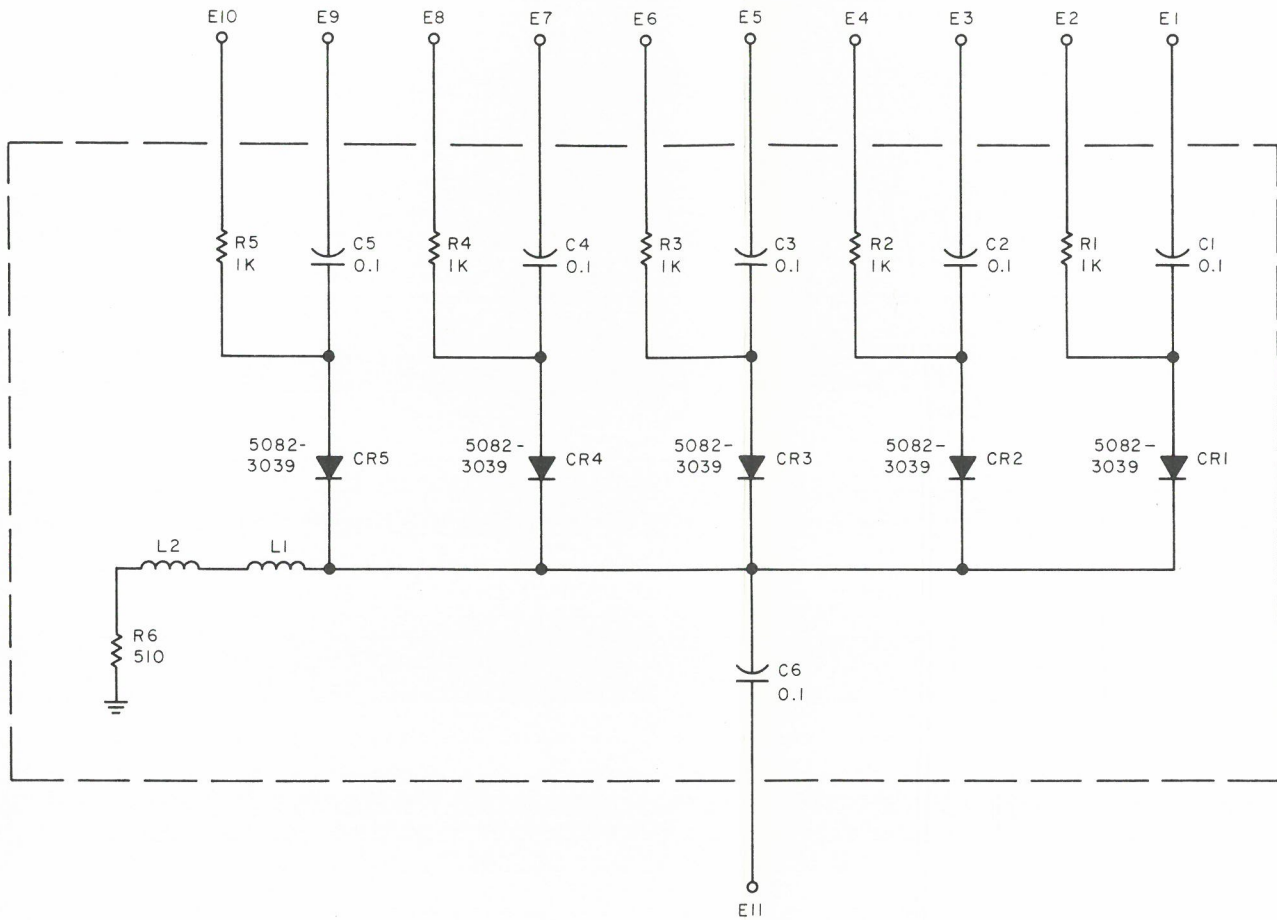 E10 E9 E8 E7 E6 E5 E4 E3 E2 E1
R5 C5 R4 C4 R3 C3 R2 C2 R1 C1
1K 0.1 1K 0.1 1K 0.1 1K 0.1 1K 0.1
5082- 5082- 5082- 5082- 5082-
3039 CR5 3039 CR4 3039 CR3 3039 CR2 3039 CR1
L2 L1
R6
510
C6
0.1
E11